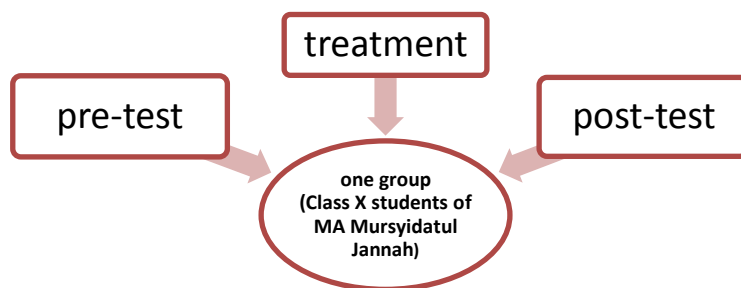 treatment
pre-test
post-test
one group
(Class X students of
MA Mursyidatul
Jannah)